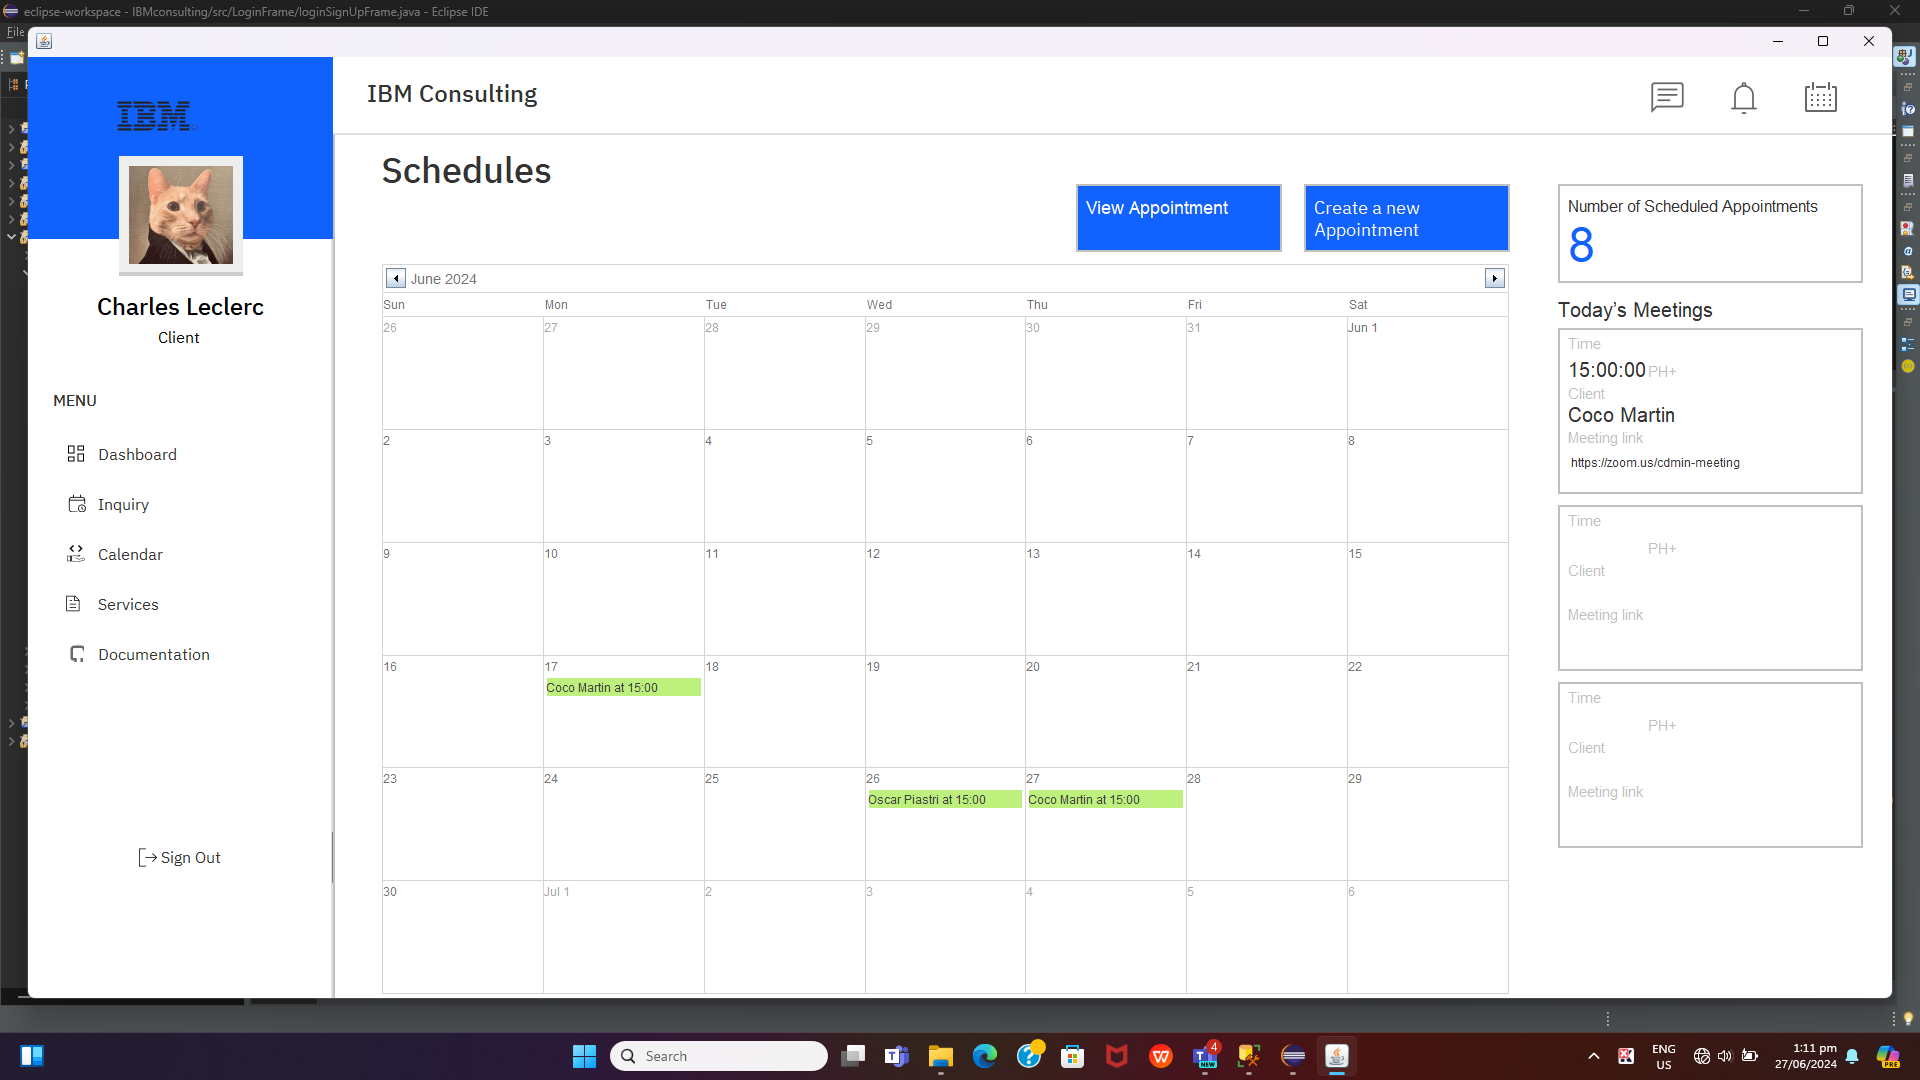 eclipse-workspace - IBMconsulting/src/LoginFrame/loginSignUpFrame.java - Eclipse IDE
File
IBM
Charles Leclerc
Client
MENU
Dashboard
Inquiry
Calendar
Services
Documentation
Sign Out
IBM Consulting
Schedules
View Appointment
Create a new
Appointment
June 2024
Sun Mon Tue Wed Thu Fri Sat
26 27 28 29 30 31 Jun 1
2 3 4 5 6 7 8
9 10 11 12 13 14 15
16 17 18 19 20 21 22
Coco Martin at 15:00
23 24 25 26 27 28 29
Oscar Piastri at 15:00 Coco Martin at 15:00
30 Jul 1 2 3 4 5 6
Number of Scheduled Appointments
8
Today’s Meetings
Time
15:00:00 PH+
Client
Coco Martin
Meeting link
https://zoom.us/cdmin-meeting
Time
PH+
Client
Meeting link
Time
PH+
Client
Meeting link
Search
4
NEW
ENG
US
1:11 pm
27/06/2024
PRE